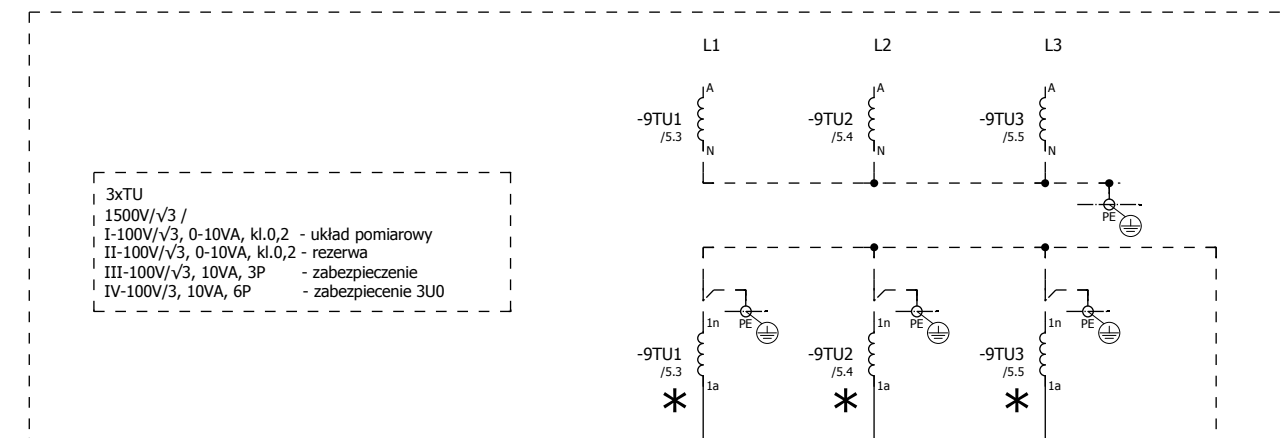 L1 L2 L3
A A A
-9TU1 -9TU2 -9TU3
/5.3 /5.4 /5.5
N N N
3xTU
1500V/√3 /
I-100V/√3, 0-10VA, kl.0,2 - układ pomiarowy
II-100V/√3, 0-10VA, kl.0,2 - rezerwa
III-100V/√3, 10VA, 3P - zabezpieczenie
IV-100V/3, 10VA, 6P - zabezpiecenie 3U0
PE
1n PE 1n PE 1n PE
-9TU1 -9TU2 -9TU3
/5.3 /5.4 /5.5
1a 1a 1a
* * *